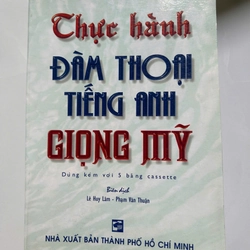 Thực hành
ĐÀM THOẠI
TIẾNG ANH
GIỌNG MỸ
Dùng kèm với 5 băng cassette
Biên dịch
Lê Huy Lâm - Phạm Văn Thuận
NHÀ XUẤT BẢN THÀNH PHỐ HỒ CHÍ MINH